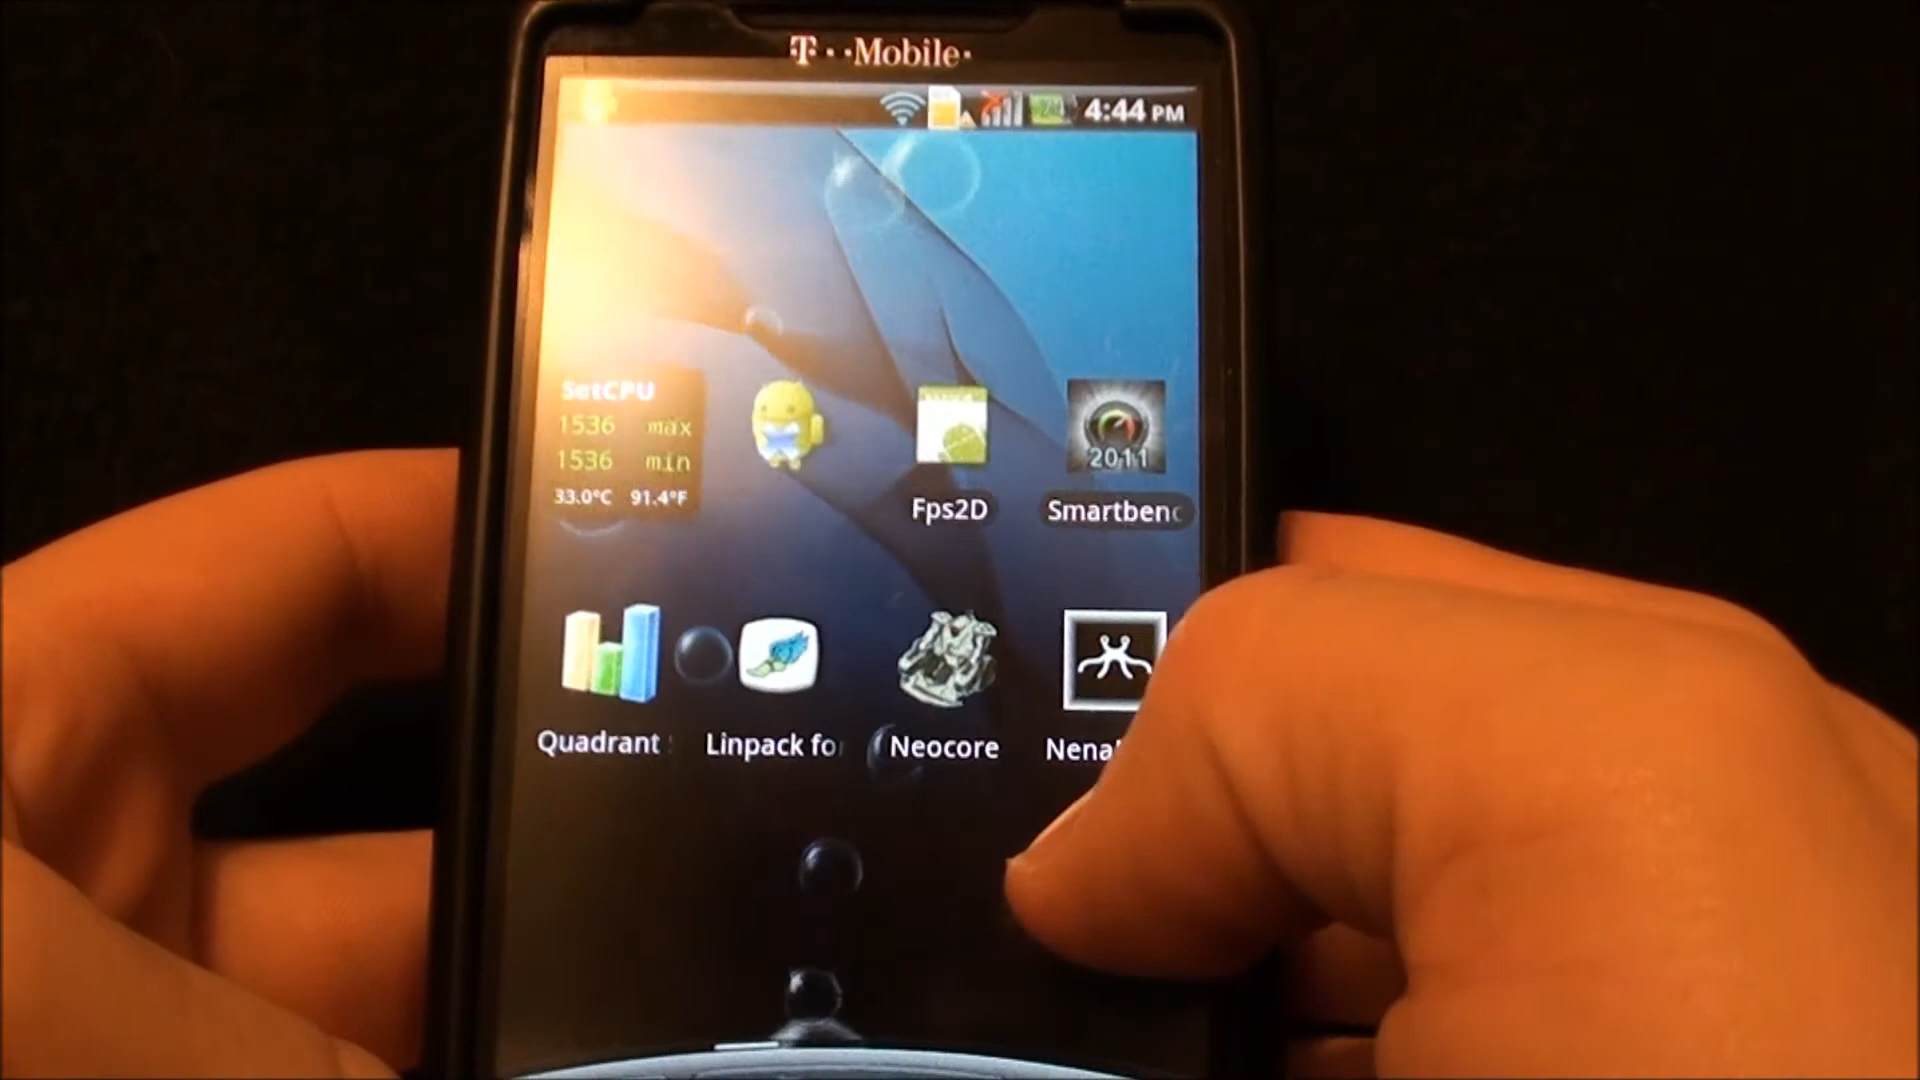 T··Mobile·
4:44 PM
SetCPU
1536 max
1536 min
33.0°C 91.4°F
2011
Fps2D
Smartbenc
Quadrant
Linpack fo
Neocore
Nena